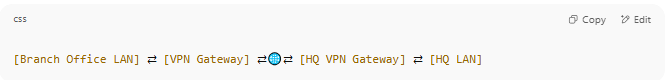 css
Copy
Edit
[Branch Office LAN] ⇄ [VPN Gateway] ⇄🌐⇄ [HQ VPN Gateway] ⇄ [HQ LAN]